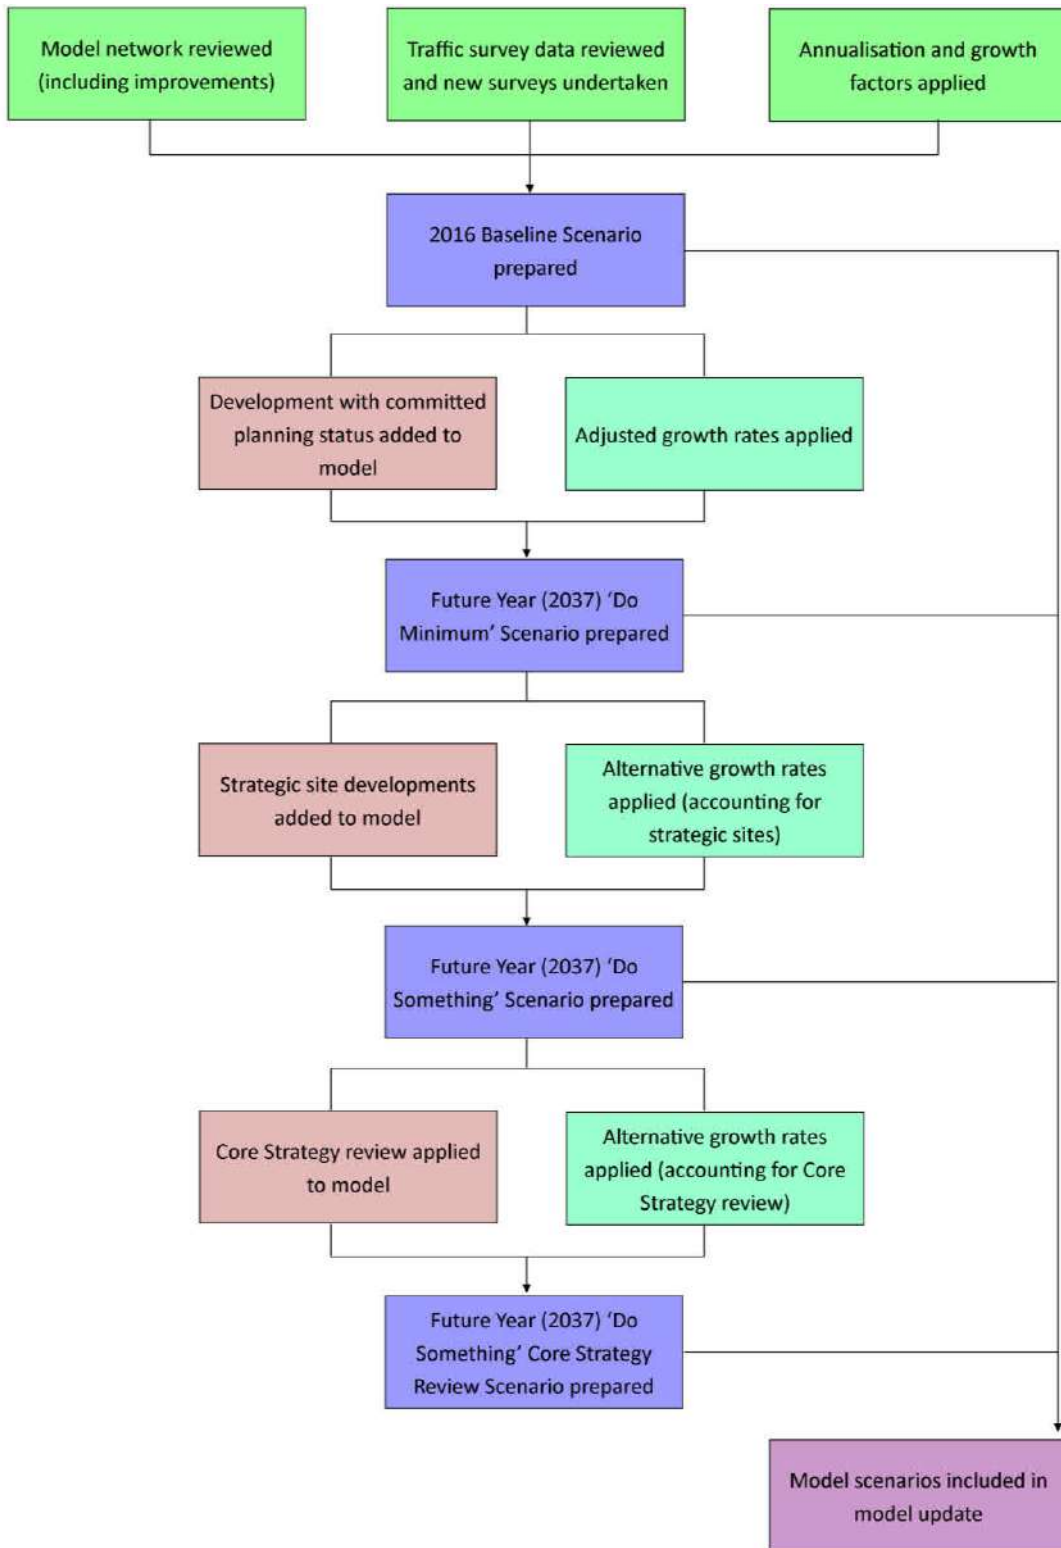 Model network reviewed
(including improvements)
Traffic survey data reviewed
and new surveys undertaken
Annualisation and growth
factors applied
2016 Baseline Scenario
prepared
Development with committed
planning status added to
model
Adjusted growth rates applied
Future Year (2037) ‘Do
Minimum’ Scenario prepared
Strategic site developments
added to model
Alternative growth rates
applied (accounting for
strategic sites)
Future Year (2037) ‘Do
Something’ Scenario prepared
Core Strategy review applied
to model
Alternative growth rates
applied (accounting for Core
Strategy review)
Future Year (2037) ‘Do
Something’ Core Strategy
Review Scenario prepared
Model scenarios included in
model update